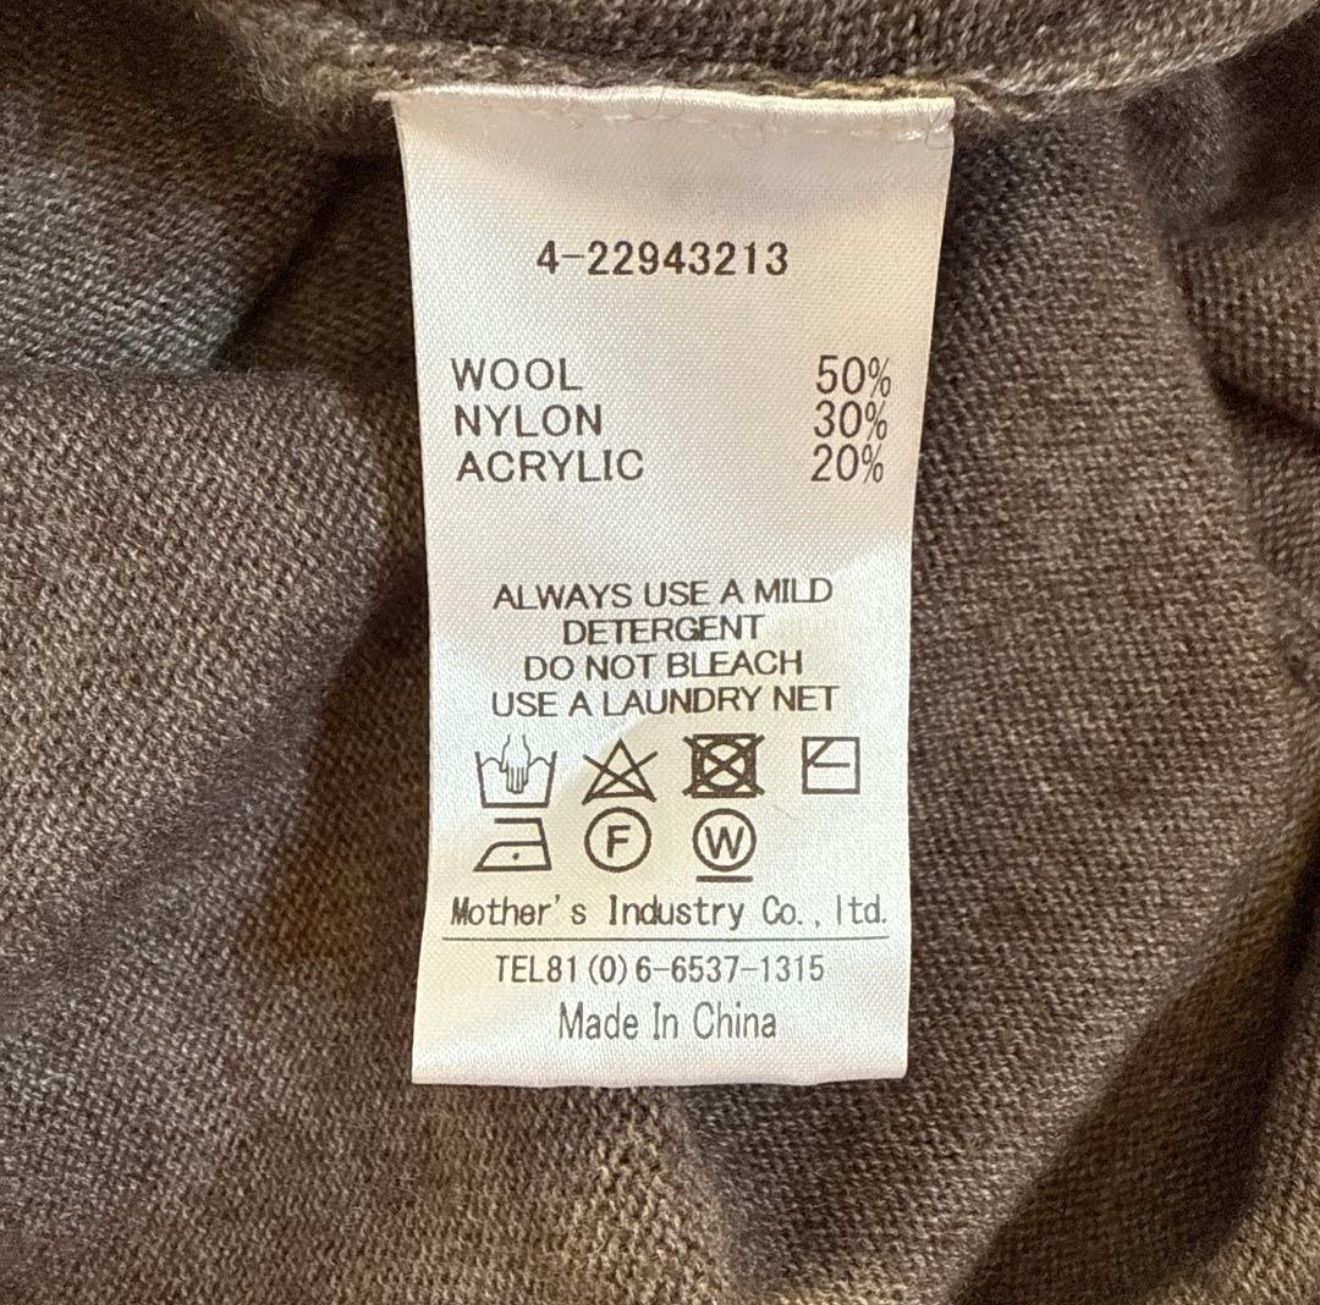 4-22943213
WOOL 50%
NYLON 30%
ACRYLIC 20%
ALWAYS USE A MILD
DETERGENT
DO NOT BLEACH
USE A LAUNDRY NET
F W
Mother's Industry Co., ltd.
TEL81(0)6-6537-1315
Made In China